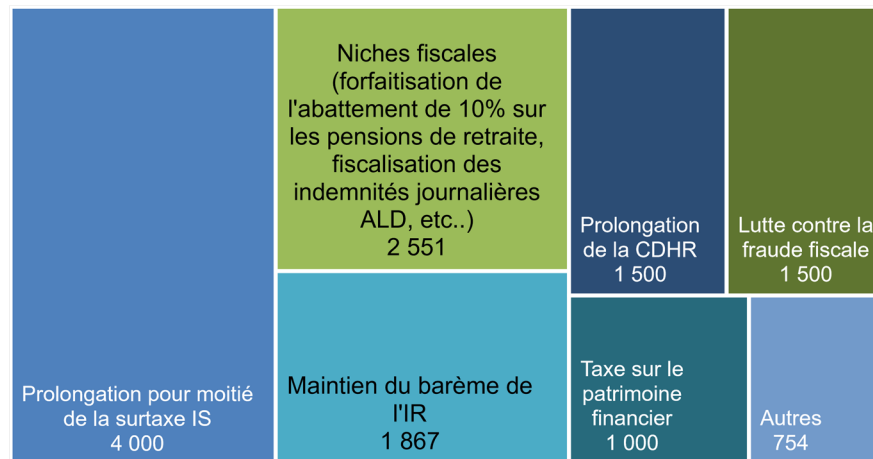 Prolongation pour moitié
de la surtaxe IS
4 000
Niches fiscales
(forfaitisation de
l'abattement de 10% sur
les pensions de retraite,
fiscalisation des
indemnités journalières
ALD, etc..)
2 551
Maintien du barème de
l'IR
1 867
Prolongation
de la CDHR
1 500
Lutte contre la
fraude fiscale
1 500
Taxe sur le
patrimoine
financier
1 000
Autres
754